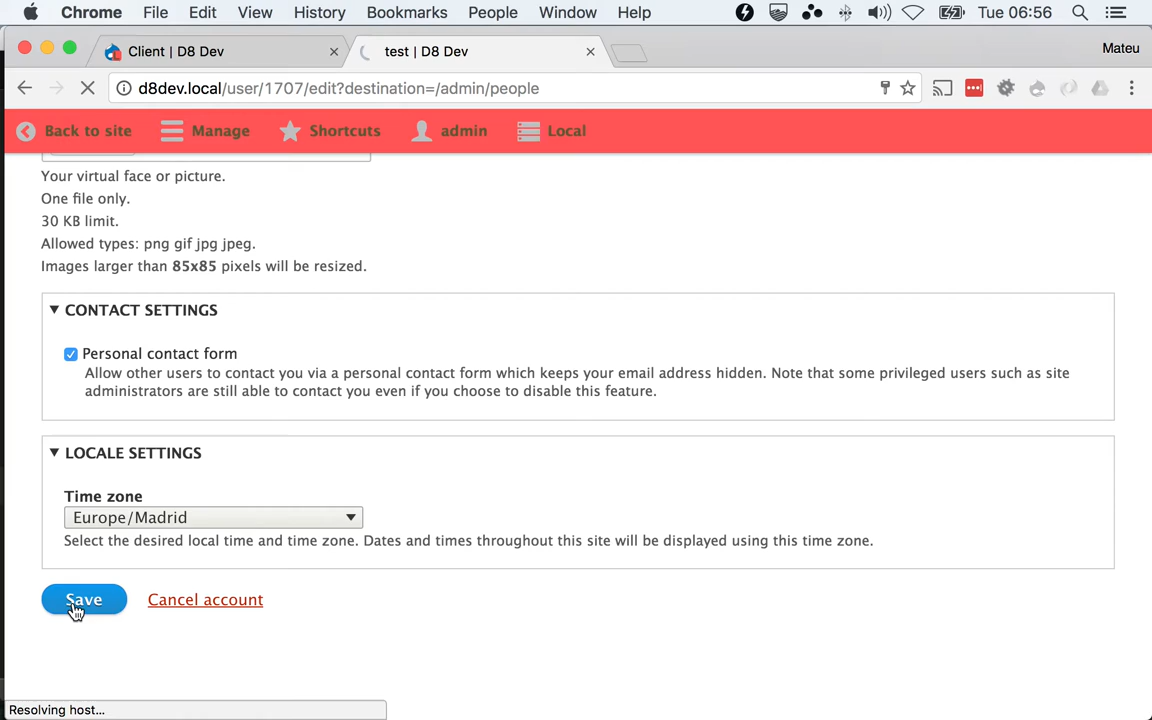 Chrome File Edit View History Bookmarks People Window Help Tue 06:56
Client | D8 Dev test | D8 Dev Mateu
d8dev.local/user/1707/edit?destination=/admin/people
Back to site Manage Shortcuts admin Local
Your virtual face or picture.
One file only.
30 KB limit.
Allowed types: png gif jpg jpeg.
Images larger than 85x85 pixels will be resized.
CONTACT SETTINGS
Personal contact form
Allow other users to contact you via a personal contact form which keeps your email address hidden. Note that some privileged users such as site
administrators are still able to contact you even if you choose to disable this feature.
LOCALE SETTINGS
Time zone
Europe/Madrid
Select the desired local time and time zone. Dates and times throughout this site will be displayed using this time zone.
Save Cancel account
Resolving host...